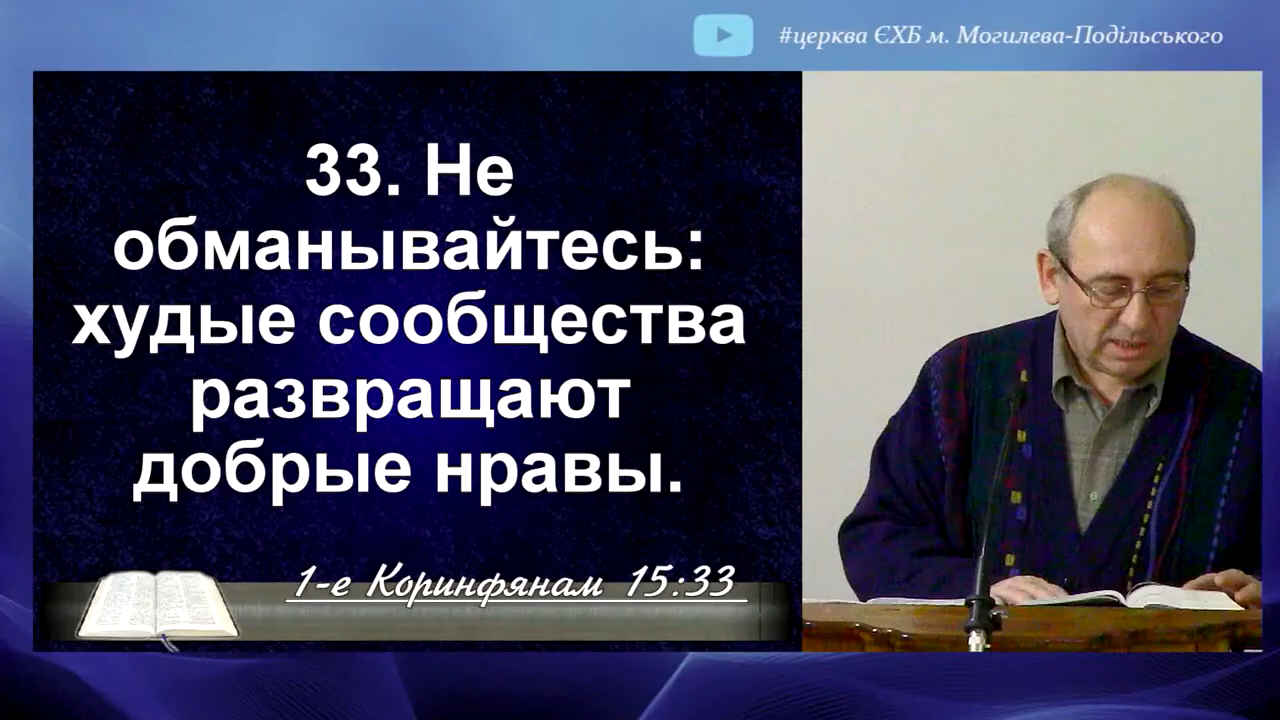 #церква ЄХБ м. Могилева-Подільського
33. Не
обманывайтесь:
худые сообщества
развращают
добрые нравы.
1-е Коринфянам 15:33